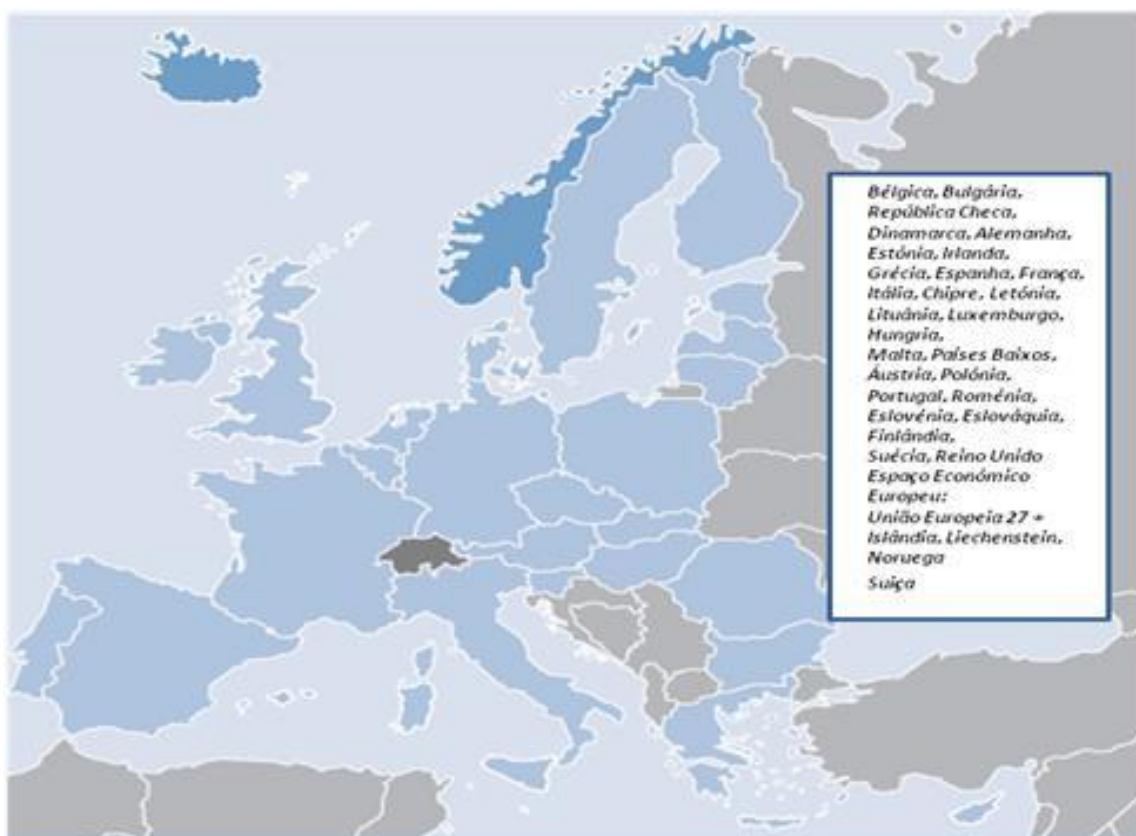 Bélgica, Bulgária,
República Checa,
Dinamarca, Alemanha,
Estónia, Irlanda,
Grécia, Espanha, França,
Itália, Chipre, Letónia,
Lituânia, Luxemburgo,
Hungria,
Malta, Países Baixos,
Áustria, Polónia,
Portugal, Roménia,
Eslovénia, Eslováquia,
Finlândia,
Suécia, Reino Unido
Espaço Económico
Europeu:
União Europeia 27 +
Islândia, Liechenstein,
Noruega
Suiça